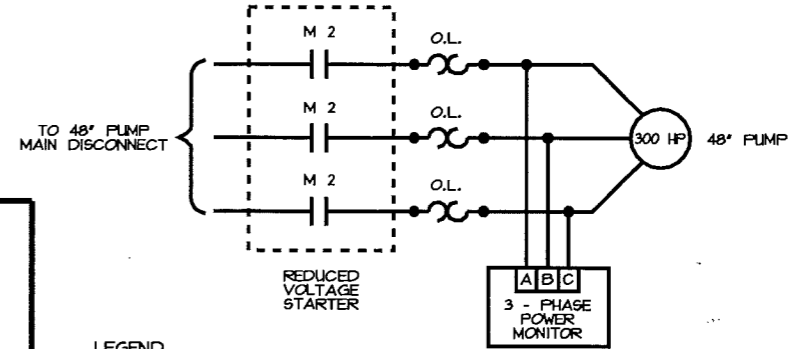 M 2
O.L.
M 2
O.L.
TO 48" PUMP
MAIN DISCONNECT
300 HP
48" PUMP
M 2
O.L.
REDUCED
VOLTAGE
STARTER
A B C
3 - PHASE
POWER
MONITOR
LEGEND